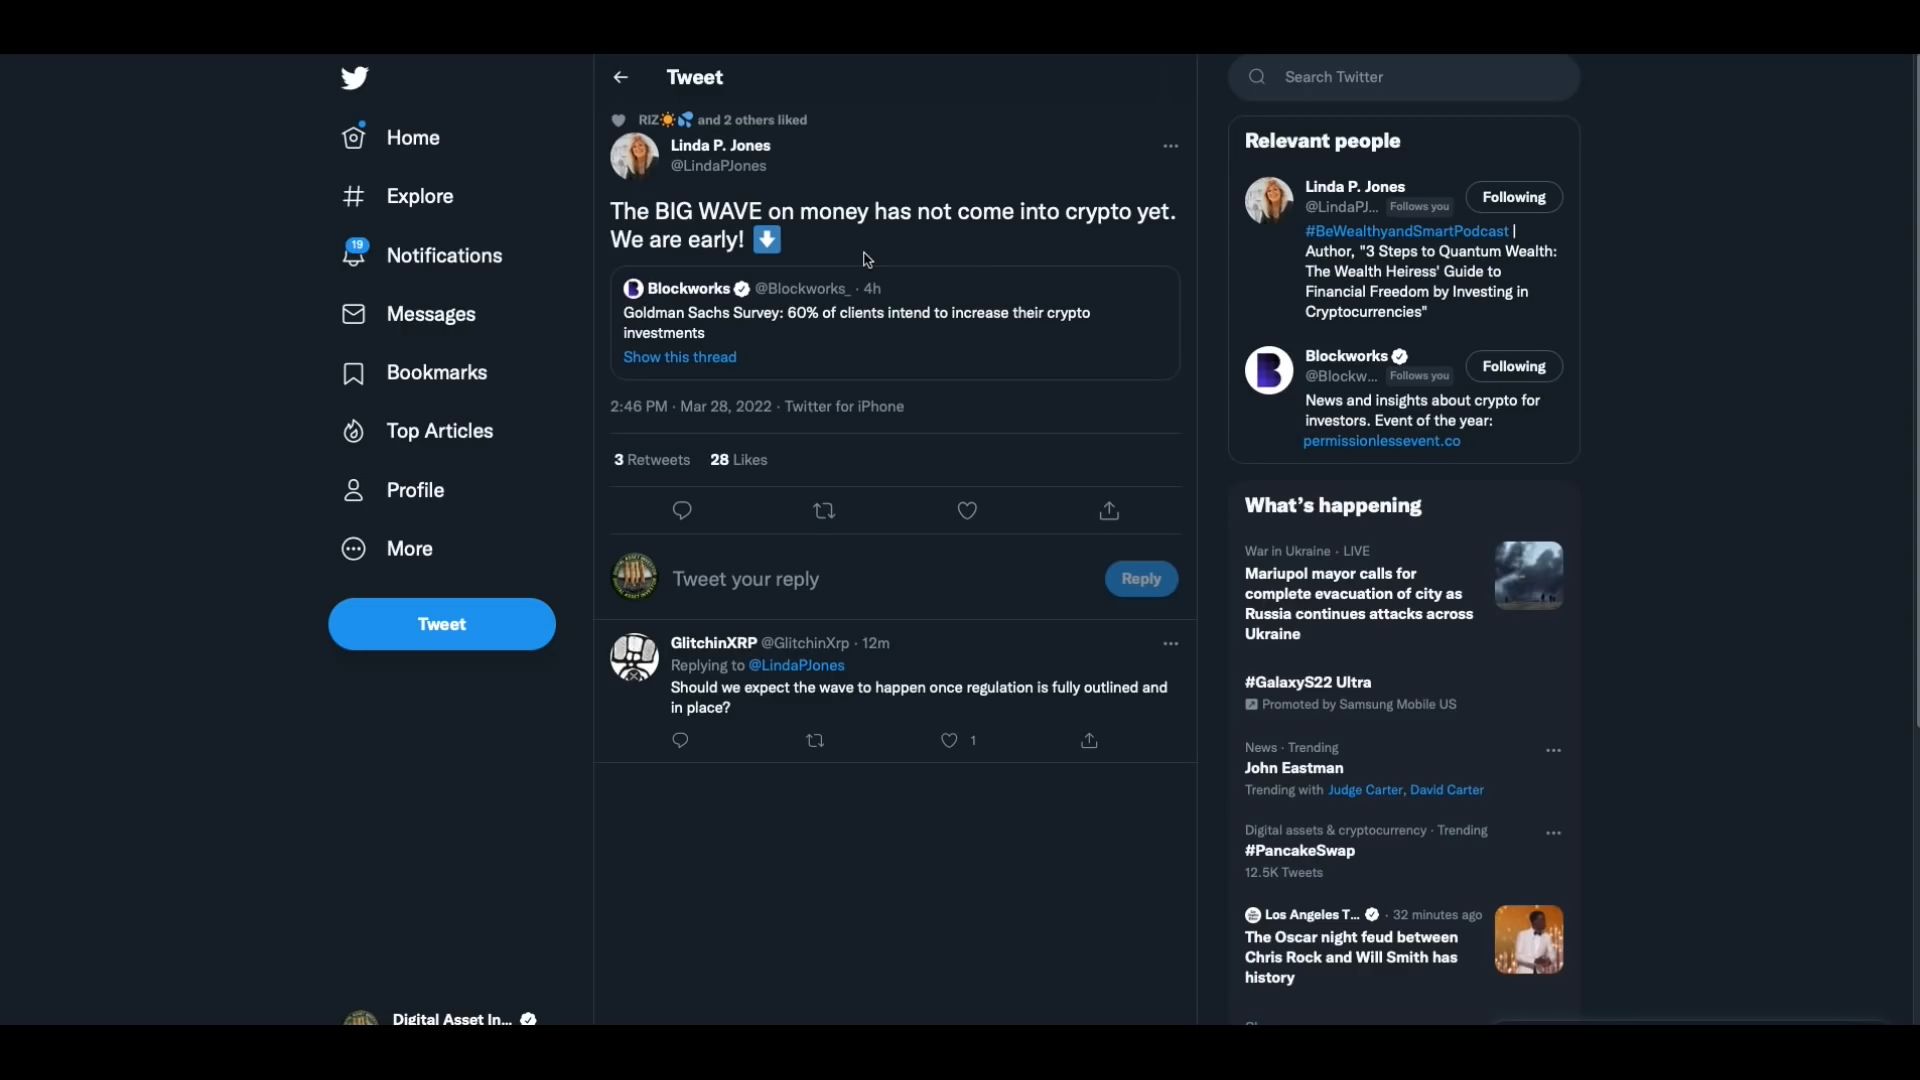 Home
Explore
19
Notifications
Messages
Bookmarks
Top Articles
Profile
More
Tweet
Digital Asset In...
Tweet
RIZ☀️💦 and 2 others liked
Linda P. Jones
@LindaPJones
The BIG WAVE on money has not come into crypto yet.
We are early! ⬇️
Blockworks @Blockworks_ · 4h
Goldman Sachs Survey: 60% of clients intend to increase their crypto
investments
Show this thread
2:46 PM · Mar 28, 2022 · Twitter for iPhone
3 Retweets 28 Likes
Tweet your reply
Reply
GlitchinXRP @GlitchinXrp · 12m
Replying to @LindaPJones
Should we expect the wave to happen once regulation is fully outlined and
in place?
1
Search Twitter
Relevant people
Linda P. Jones
@LindaPJ... Follows you
Following
#BeWealthyandSmartPodcast |
Author, "3 Steps to Quantum Wealth:
The Wealth Heiress' Guide to
Financial Freedom by Investing in
Cryptocurrencies"
Blockworks
@Blockw... Follows you
Following
News and insights about crypto for
investors. Event of the year:
permissionlessevent.co
What's happening
War in Ukraine · LIVE
Mariupol mayor calls for
complete evacuation of city as
Russia continues attacks across
Ukraine
#GalaxyS22 Ultra
Promoted by Samsung Mobile US
News · Trending
John Eastman
Trending with Judge Carter, David Carter
Digital assets & cryptocurrency · Trending
#PancakeSwap
12.5K Tweets
Los Angeles T... · 32 minutes ago
The Oscar night feud between
Chris Rock and Will Smith has
history